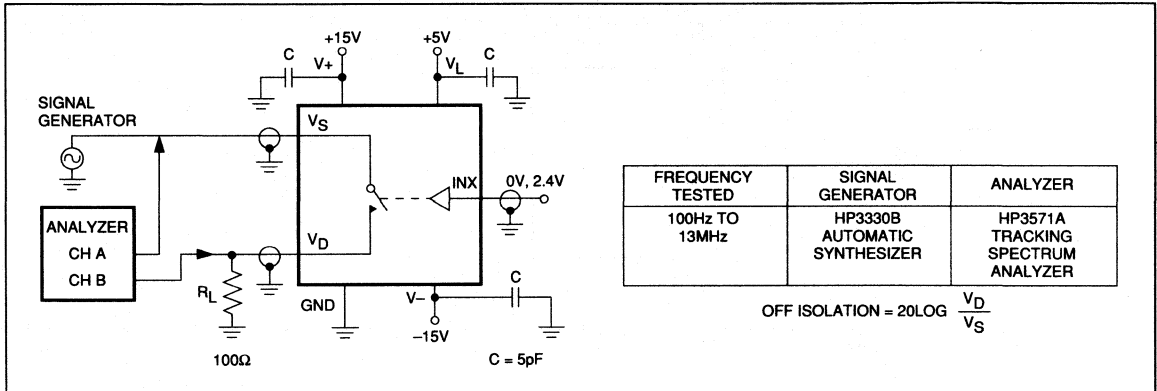 +15V
+5V
C
V+
VL
C
SIGNAL
GENERATOR
VS
INX
0V, 2.4V
ANALYZER
CH A
CH B
VD
RL
GND
V–
C
–15V
100Ω
C = 5pF
FREQUENCY TESTED
SIGNAL GENERATOR
ANALYZER
100Hz TO 13MHz
HP3330B AUTOMATIC SYNTHESIZER
HP3571A TRACKING SPECTRUM ANALYZER
OFF ISOLATION = 20LOG VD/VS